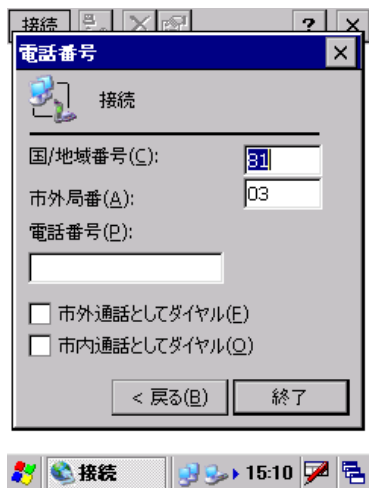 接続 ? ×
電話番号 ×
接続
国/地域番号(C): 81
市外局番(A): 03
電話番号(P):
市外通話としてダイヤル(E)
市内通話としてダイヤル(O)
< 戻る(B) 終了
接続 15:10